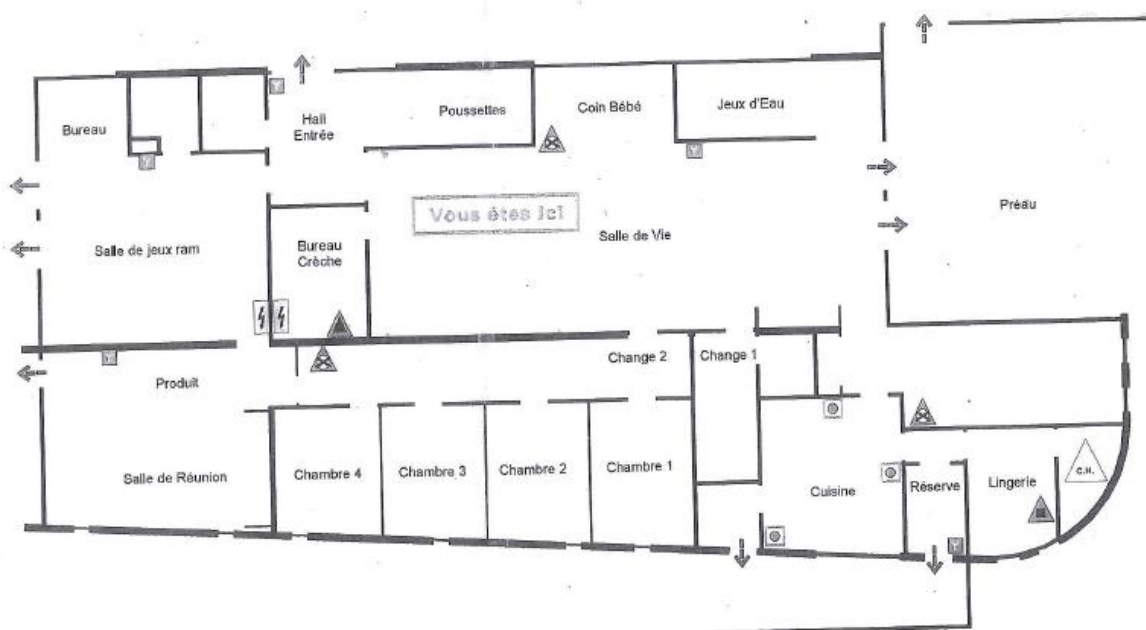 Bureau
Hall
Entrée
Poussettes
Coin Bébé
Jeux d'Eau
Préau
Vous êtes Ici
Salle de jeux ram
Bureau
Crèche
Salle de Vie
Produit
Change 2
Change 1
Salle de Réunion
Chambre 4
Chambre 3
Chambre 2
Chambre 1
Cuisine
Réserve
Lingerie
C.H.